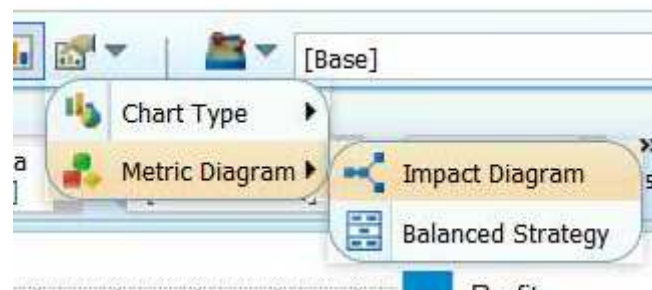 [Base]
Chart Type
Metric Diagram
Impact Diagram
Balanced Strategy